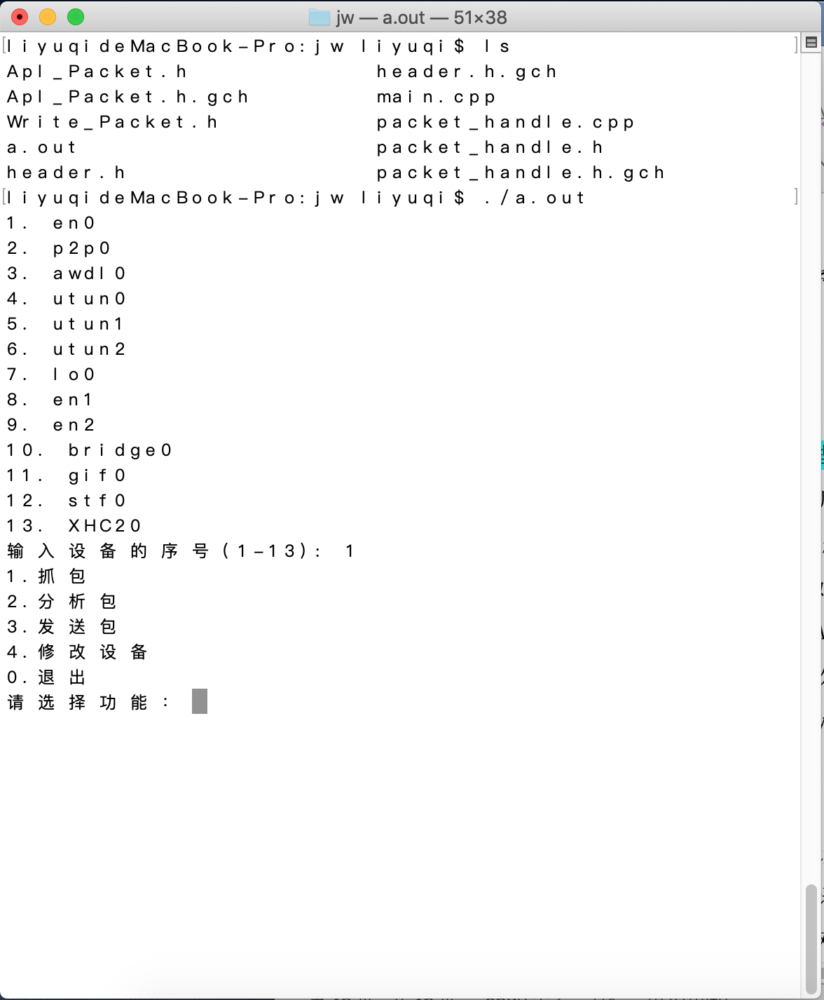 jw — a.out — 51×38
liyuqideMacBook-Pro:jw liyuqi$ ls
Apl_Packet.h header.h.gch
Apl_Packet.h.gch main.cpp
Write_Packet.h packet_handle.cpp
a.out packet_handle.h
header.h packet_handle.h.gch
liyuqideMacBook-Pro:jw liyuqi$ ./a.out
1. en0
2. p2p0
3. awdl0
4. utun0
5. utun1
6. utun2
7. lo0
8. en1
9. en2
10. bridge0
11. gif0
12. stf0
13. XHC20
输入设备的序号(1-13): 1
1.抓包
2.分析包
3.发送包
4.修改设备
0.退出
请选择功能：